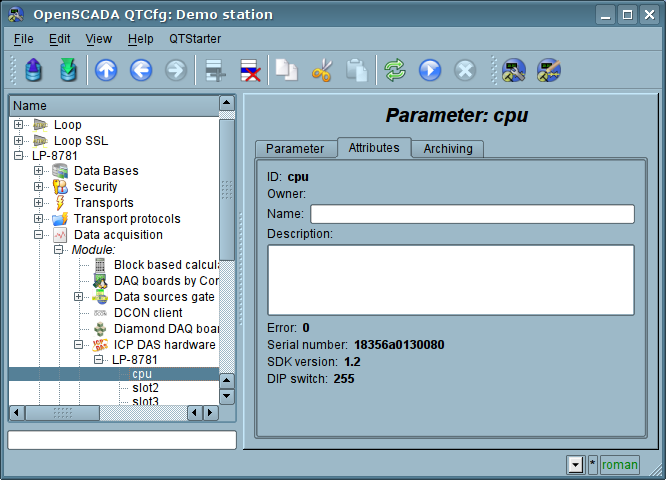 OpenSCADA QTCfg: Demo station
File Edit View Help QTStarter
Name
Loop
Loop SSL
LP-8781
Data Bases
Security
Transports
Transport protocols
Data acquisition
Module:
Block based calcula
DAQ boards by Cor
Data sources gate
DCON client
Diamond DAQ boa
ICP DAS hardware
LP-8781
cpu
slot2
slot3
Parameter: cpu
Parameter Attributes Archiving
ID: cpu
Owner:
Name:
Description:
Error: 0
Serial number: 18356a0130080
SDK version: 1.2
DIP switch: 255
* roman